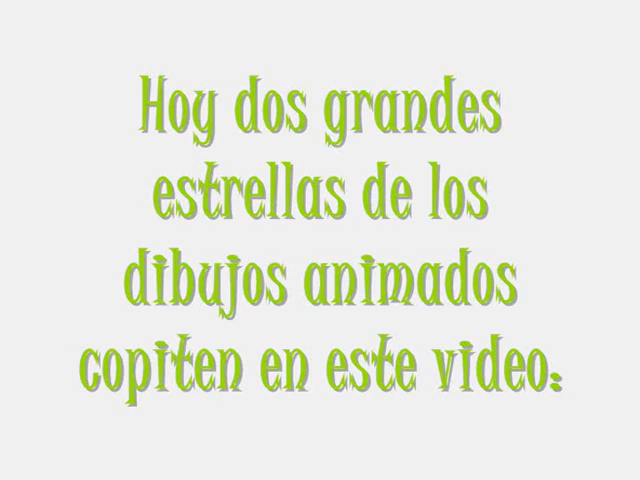 Hoy dos grandes
estrellas de los
dibujos animados
copiten en este video: